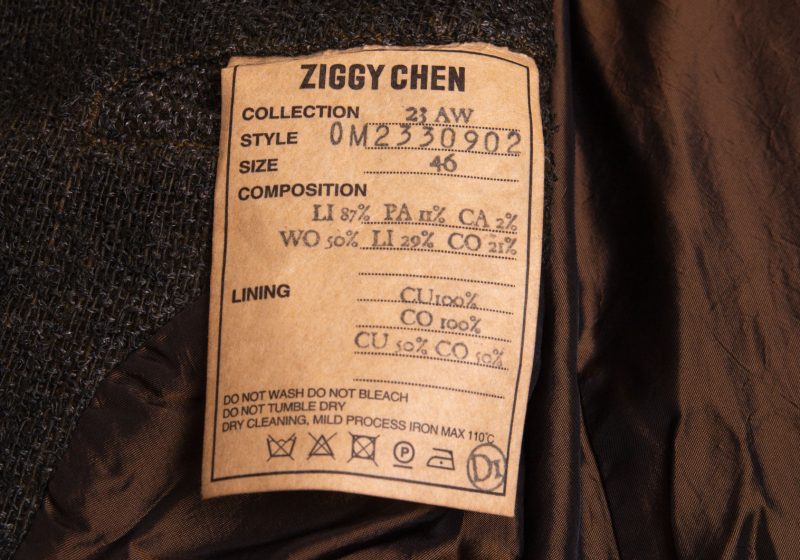 ZIGGY CHEN
COLLECTION 23 AW
STYLE 0M2330902
SIZE 46
COMPOSITION
LI 87% PA 11% CA 2%
WO 50% LI 29% CO 21%
LINING CU100%
CO 100%
CU 50% CO 50%
DO NOT WASH DO NOT BLEACH
DO NOT TUMBLE DRY
DRY CLEANING, MILD PROCESS IRON MAX 110°C
P
D1